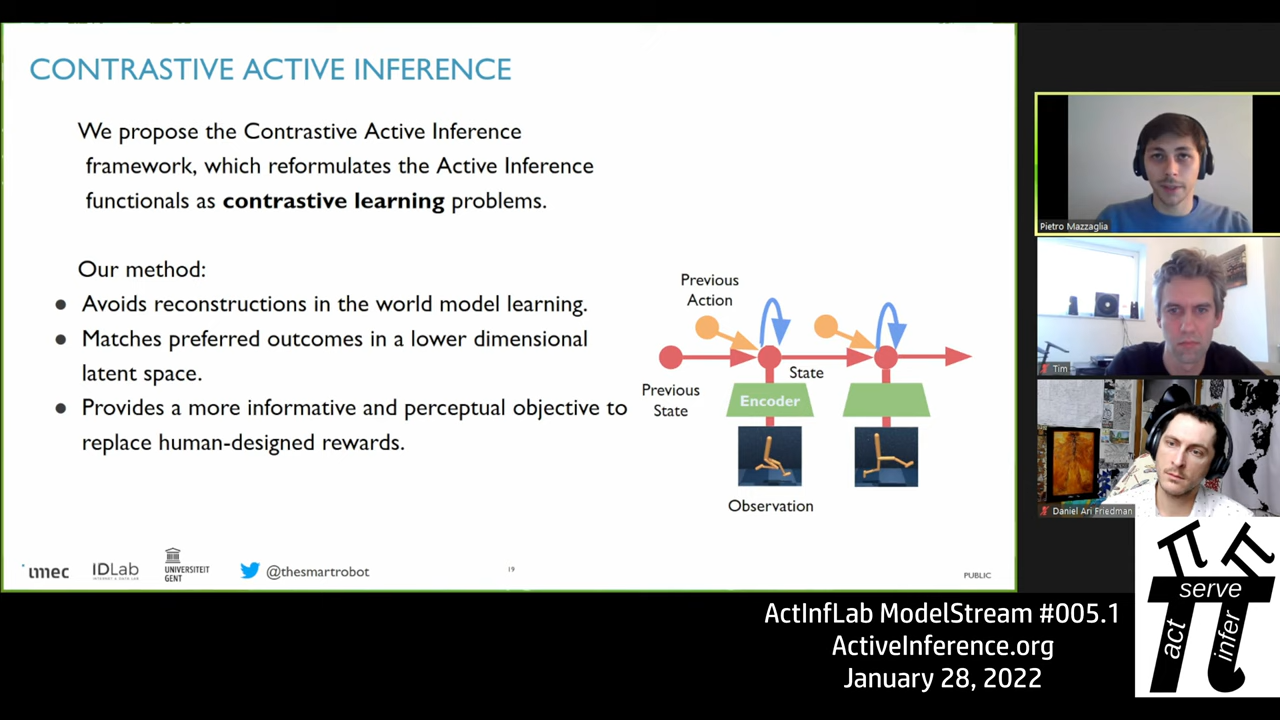 CONTRASTIVE ACTIVE INFERENCE
We propose the Contrastive Active Inference
framework, which reformulates the Active Inference
functionals as contrastive learning problems.
Our method:
● Avoids reconstructions in the world model learning.
● Matches preferred outcomes in a lower dimensional
latent space.
● Provides a more informative and perceptual objective to
replace human-designed rewards.
Previous
Action
Previous
State
State
Encoder
Observation
imec
IDLab
UNIVERSITEIT
GENT
@thesmartrobot
19
PUBLIC
Pietro Mazzaglia
Tim
Daniel Ari Friedman
act
serve
infer
ActInfLab ModelStream #005.1
ActiveInference.org
January 28, 2022